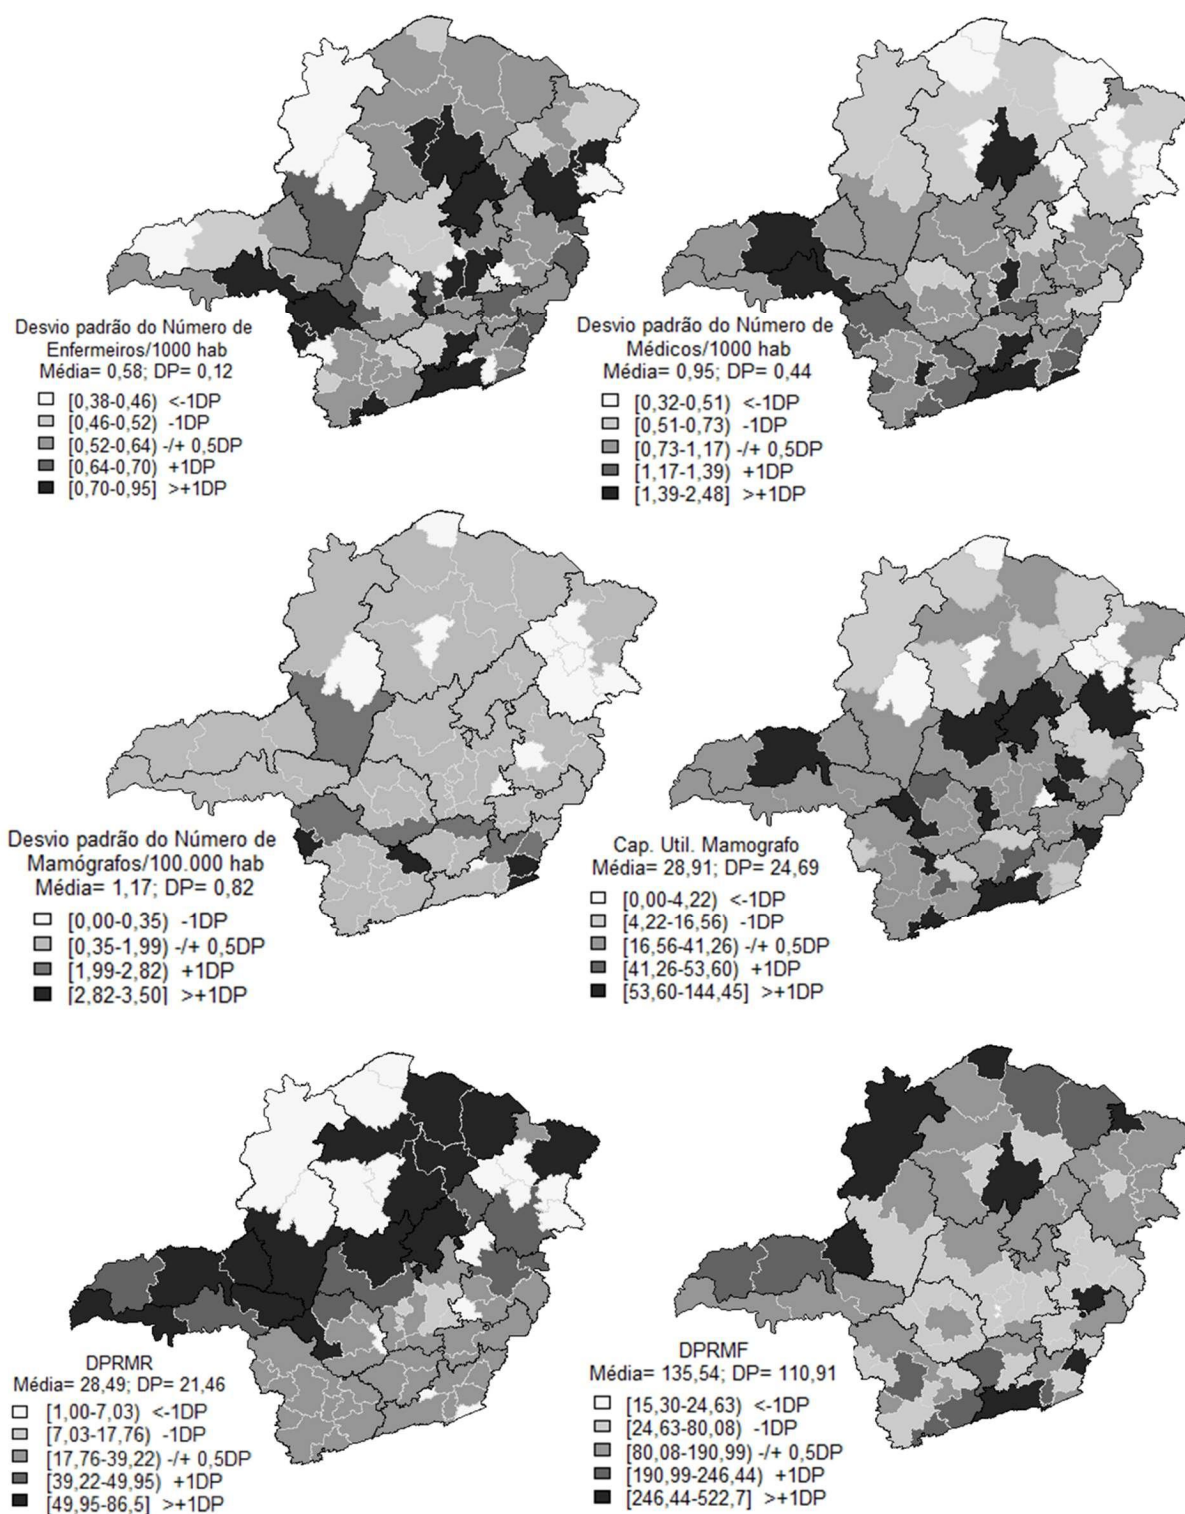 Desvio padrão do Número de
Enfermeiros/1000 hab
Média= 0,58; DP= 0,12
[0,38-0,46) <-1DP
[0,46-0,52) -1DP
[0,52-0,64) -/+ 0,5DP
[0,64-0,70) +1DP
[0,70-0,95] >+1DP
Desvio padrão do Número de
Médicos/1000 hab
Média= 0,95; DP= 0,44
[0,32-0,51) <-1DP
[0,51-0,73) -1DP
[0,73-1,17) -/+ 0,5DP
[1,17-1,39) +1DP
[1,39-2,48] >+1DP
Desvio padrão do Número de
Mamógrafos/100.000 hab
Média= 1,17; DP= 0,82
[0,00-0,35) -1DP
[0,35-1,99) -/+ 0,5DP
[1,99-2,82) +1DP
[2,82-3,50] >+1DP
Cap. Util. Mamografo
Média= 28,91; DP= 24,69
[0,00-4,22) <-1DP
[4,22-16,56) -1DP
[16,56-41,26) -/+ 0,5DP
[41,26-53,60) +1DP
[53,60-144,45] >+1DP
DPRMR
Média= 28,49; DP= 21,46
[1,00-7,03) <-1DP
[7,03-17,76) -1DP
[17,76-39,22) -/+ 0,5DP
[39,22-49,95) +1DP
[49,95-86,5] >+1DP
DPRMF
Média= 135,54; DP= 110,91
[15,30-24,63) <-1DP
[24,63-80,08) -1DP
[80,08-190,99) -/+ 0,5DP
[190,99-246,44) +1DP
[246,44-522,7] >+1DP